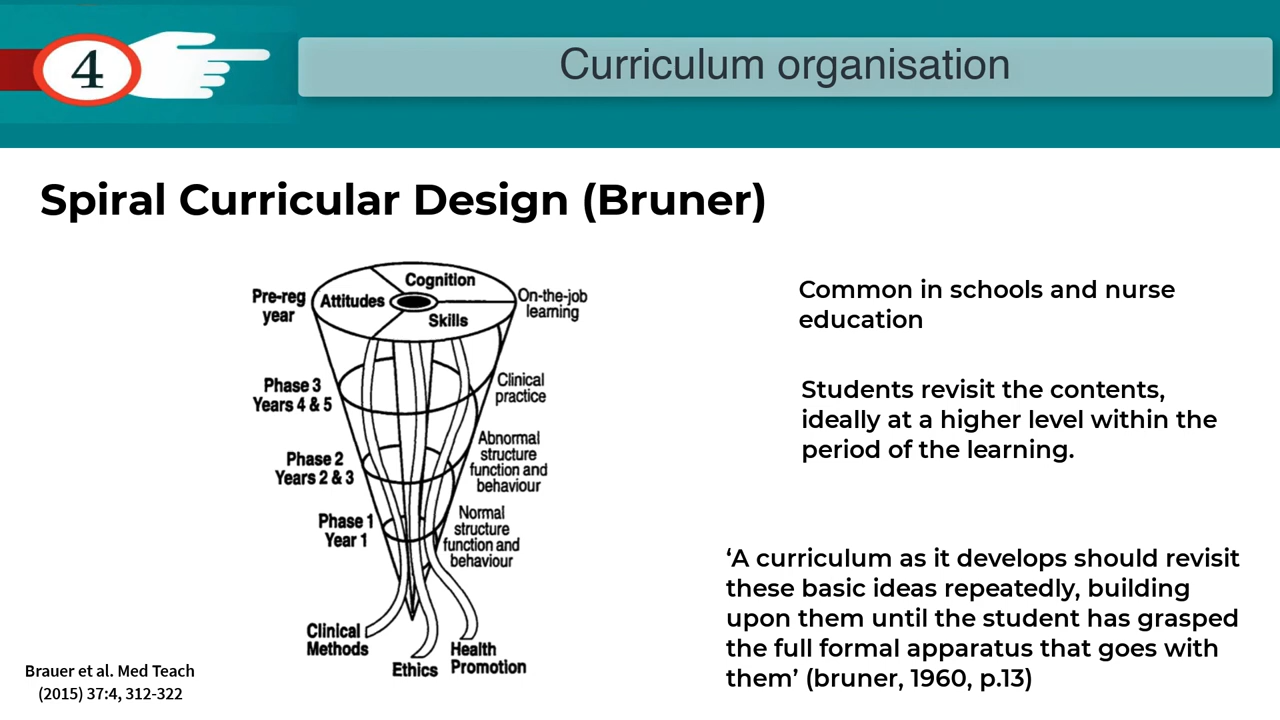 4
Curriculum organisation
Spiral Curricular Design (Bruner)
Cognition
Attitudes
Skills
Pre-reg
year
On-the-job
learning
Phase 3
Years 4 & 5
Clinical
practice
Phase 2
Years 2 & 3
Abnormal
structure
function and
behaviour
Phase 1
Year 1
Normal
structure
function and
behaviour
Clinical
Methods
Ethics
Health
Promotion
Brauer et al. Med Teach
(2015) 37:4, 312-322
Common in schools and nurse
education
Students revisit the contents,
ideally at a higher level within the
period of the learning.
‘A curriculum as it develops should revisit
these basic ideas repeatedly, building
upon them until the student has grasped
the full formal apparatus that goes with
them’ (bruner, 1960, p.13)